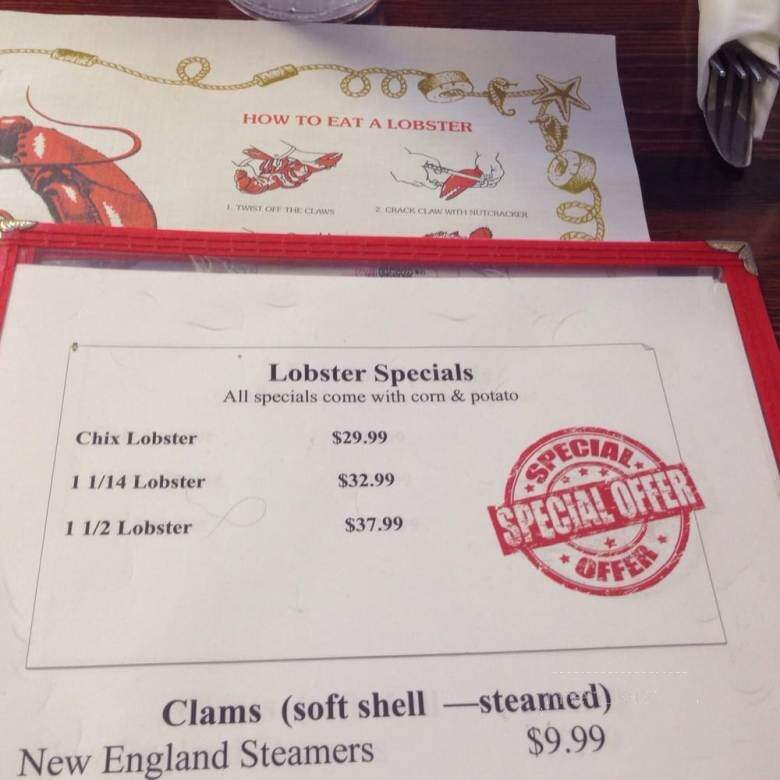 HOW TO EAT A LOBSTER
1. TWIST OFF THE CLAWS
2. CRACK CLAW WITH NUTCRACKER
Lobster Specials
All specials come with corn & potato
Chix Lobster $29.99
1 1/14 Lobster $32.99
1 1/2 Lobster $37.99
SPECIAL
SPECIAL OFFER
OFFER
Clams (soft shell —steamed)
New England Steamers $9.99